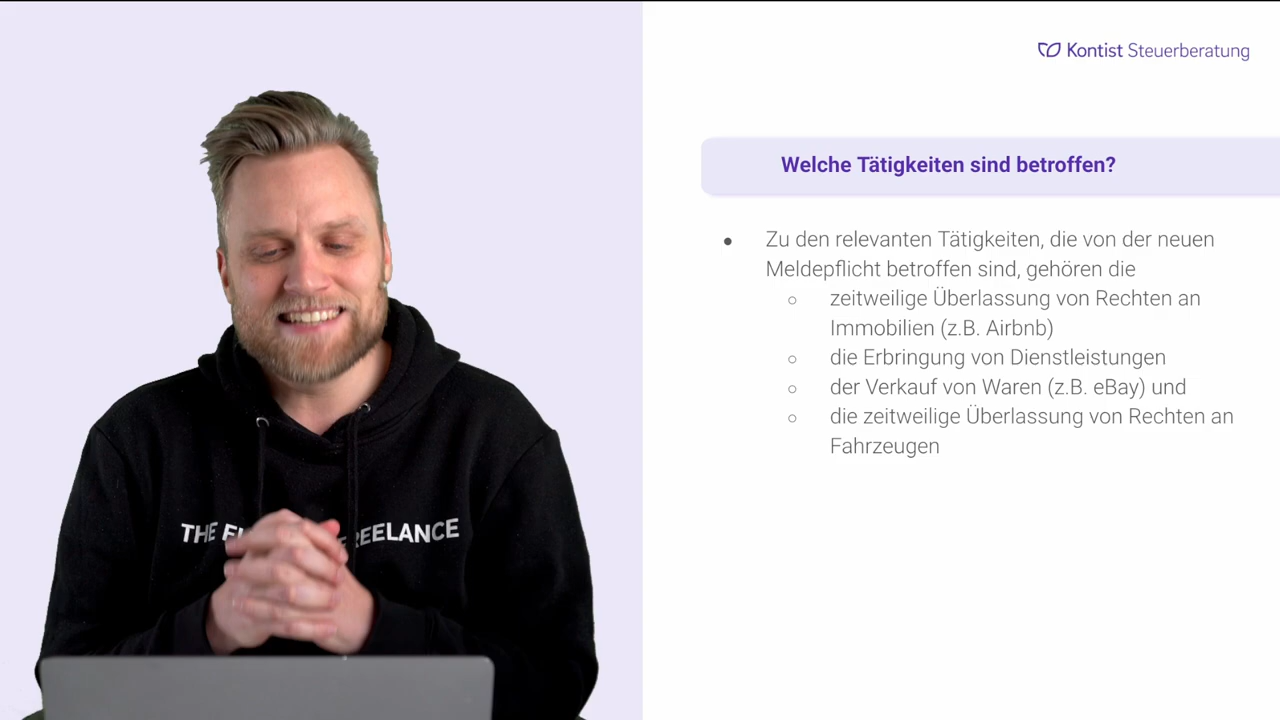 Kontist Steuerberatung
Welche Tätigkeiten sind betroffen?
• Zu den relevanten Tätigkeiten, die von der neuen
Meldepflicht betroffen sind, gehören die
○ zeitweilige Überlassung von Rechten an
Immobilien (z.B. Airbnb)
○ die Erbringung von Dienstleistungen
○ der Verkauf von Waren (z.B. eBay) und
○ die zeitweilige Überlassung von Rechten an
Fahrzeugen
THE